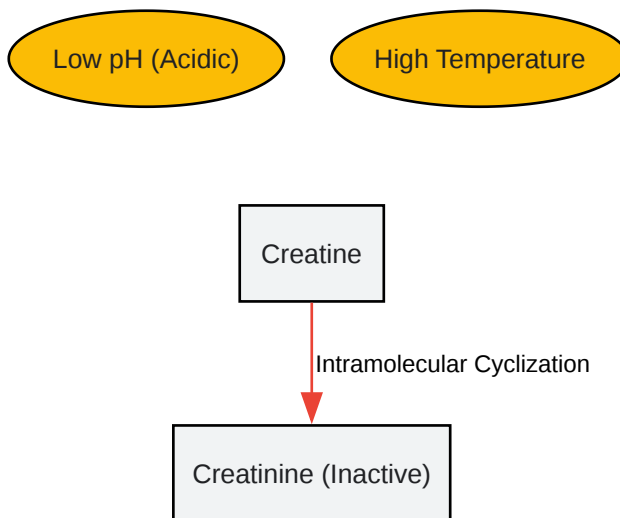 Low pH (Acidic)
High Temperature
Creatine
Intramolecular Cyclization
Creatinine (Inactive)